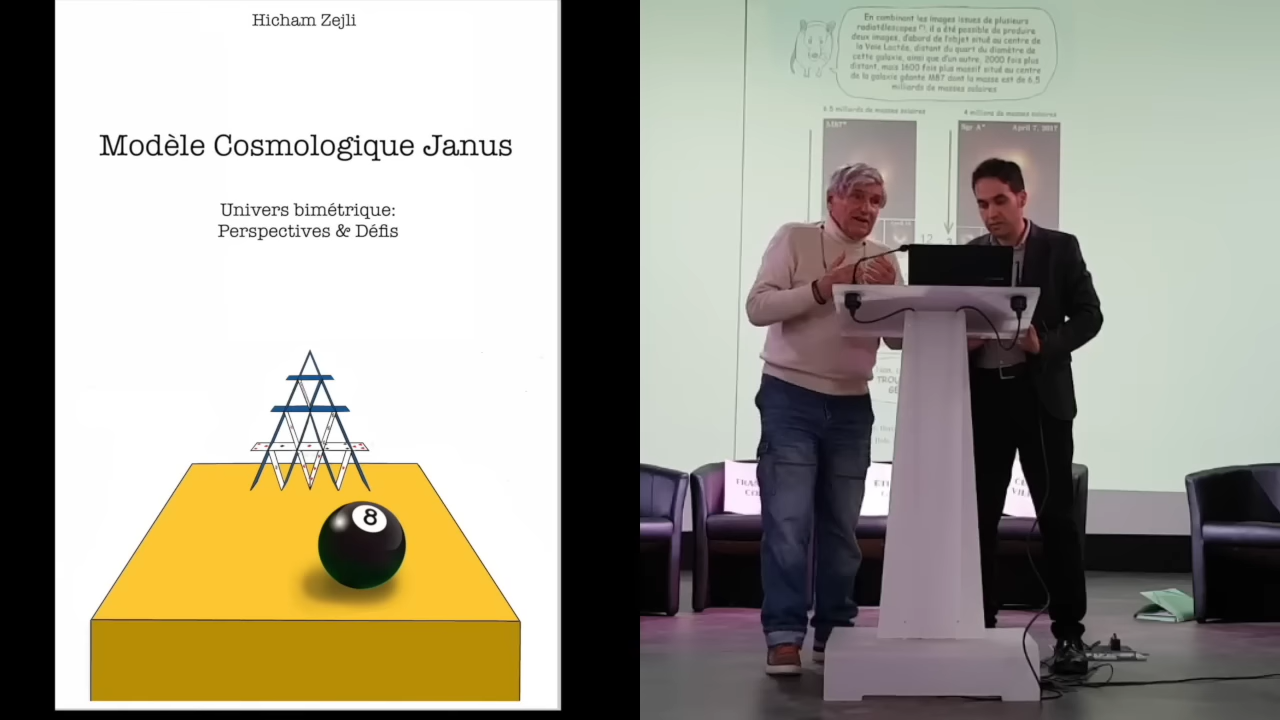 Hicham Zejli
Modèle Cosmologique Janus
Univers bimétrique:
Perspectives & Défis
8
En combinant les images issues de plusieurs
radiotélescopes il a été possible de produire
deux images, d'abord de l'objet situé au centre de
la Voie Lactée, distant du quart du diamètre de
cette galaxie, ainsi que d'un autre, 2000 fois plus
distant, mais 1600 fois plus massif situé au centre
de la galaxie géante M87 dont la masse est de 6.5
milliards de masses solaires
6.5 milliards de masses solaires
4 millions de masses solaires
M87*
Sgr A* April 7, 2017
12
TROU